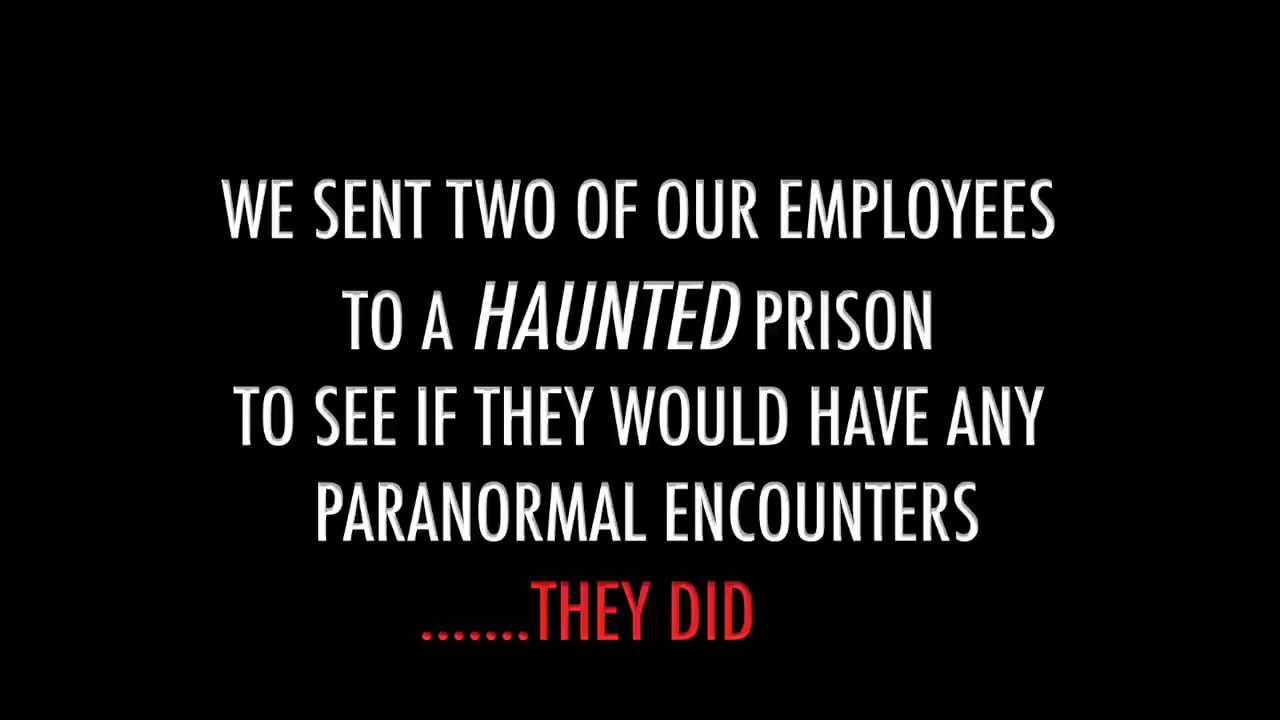 WE SENT TWO OF OUR EMPLOYEES
TO A HAUNTED PRISON
TO SEE IF THEY WOULD HAVE ANY
PARANORMAL ENCOUNTERS
.......THEY DID